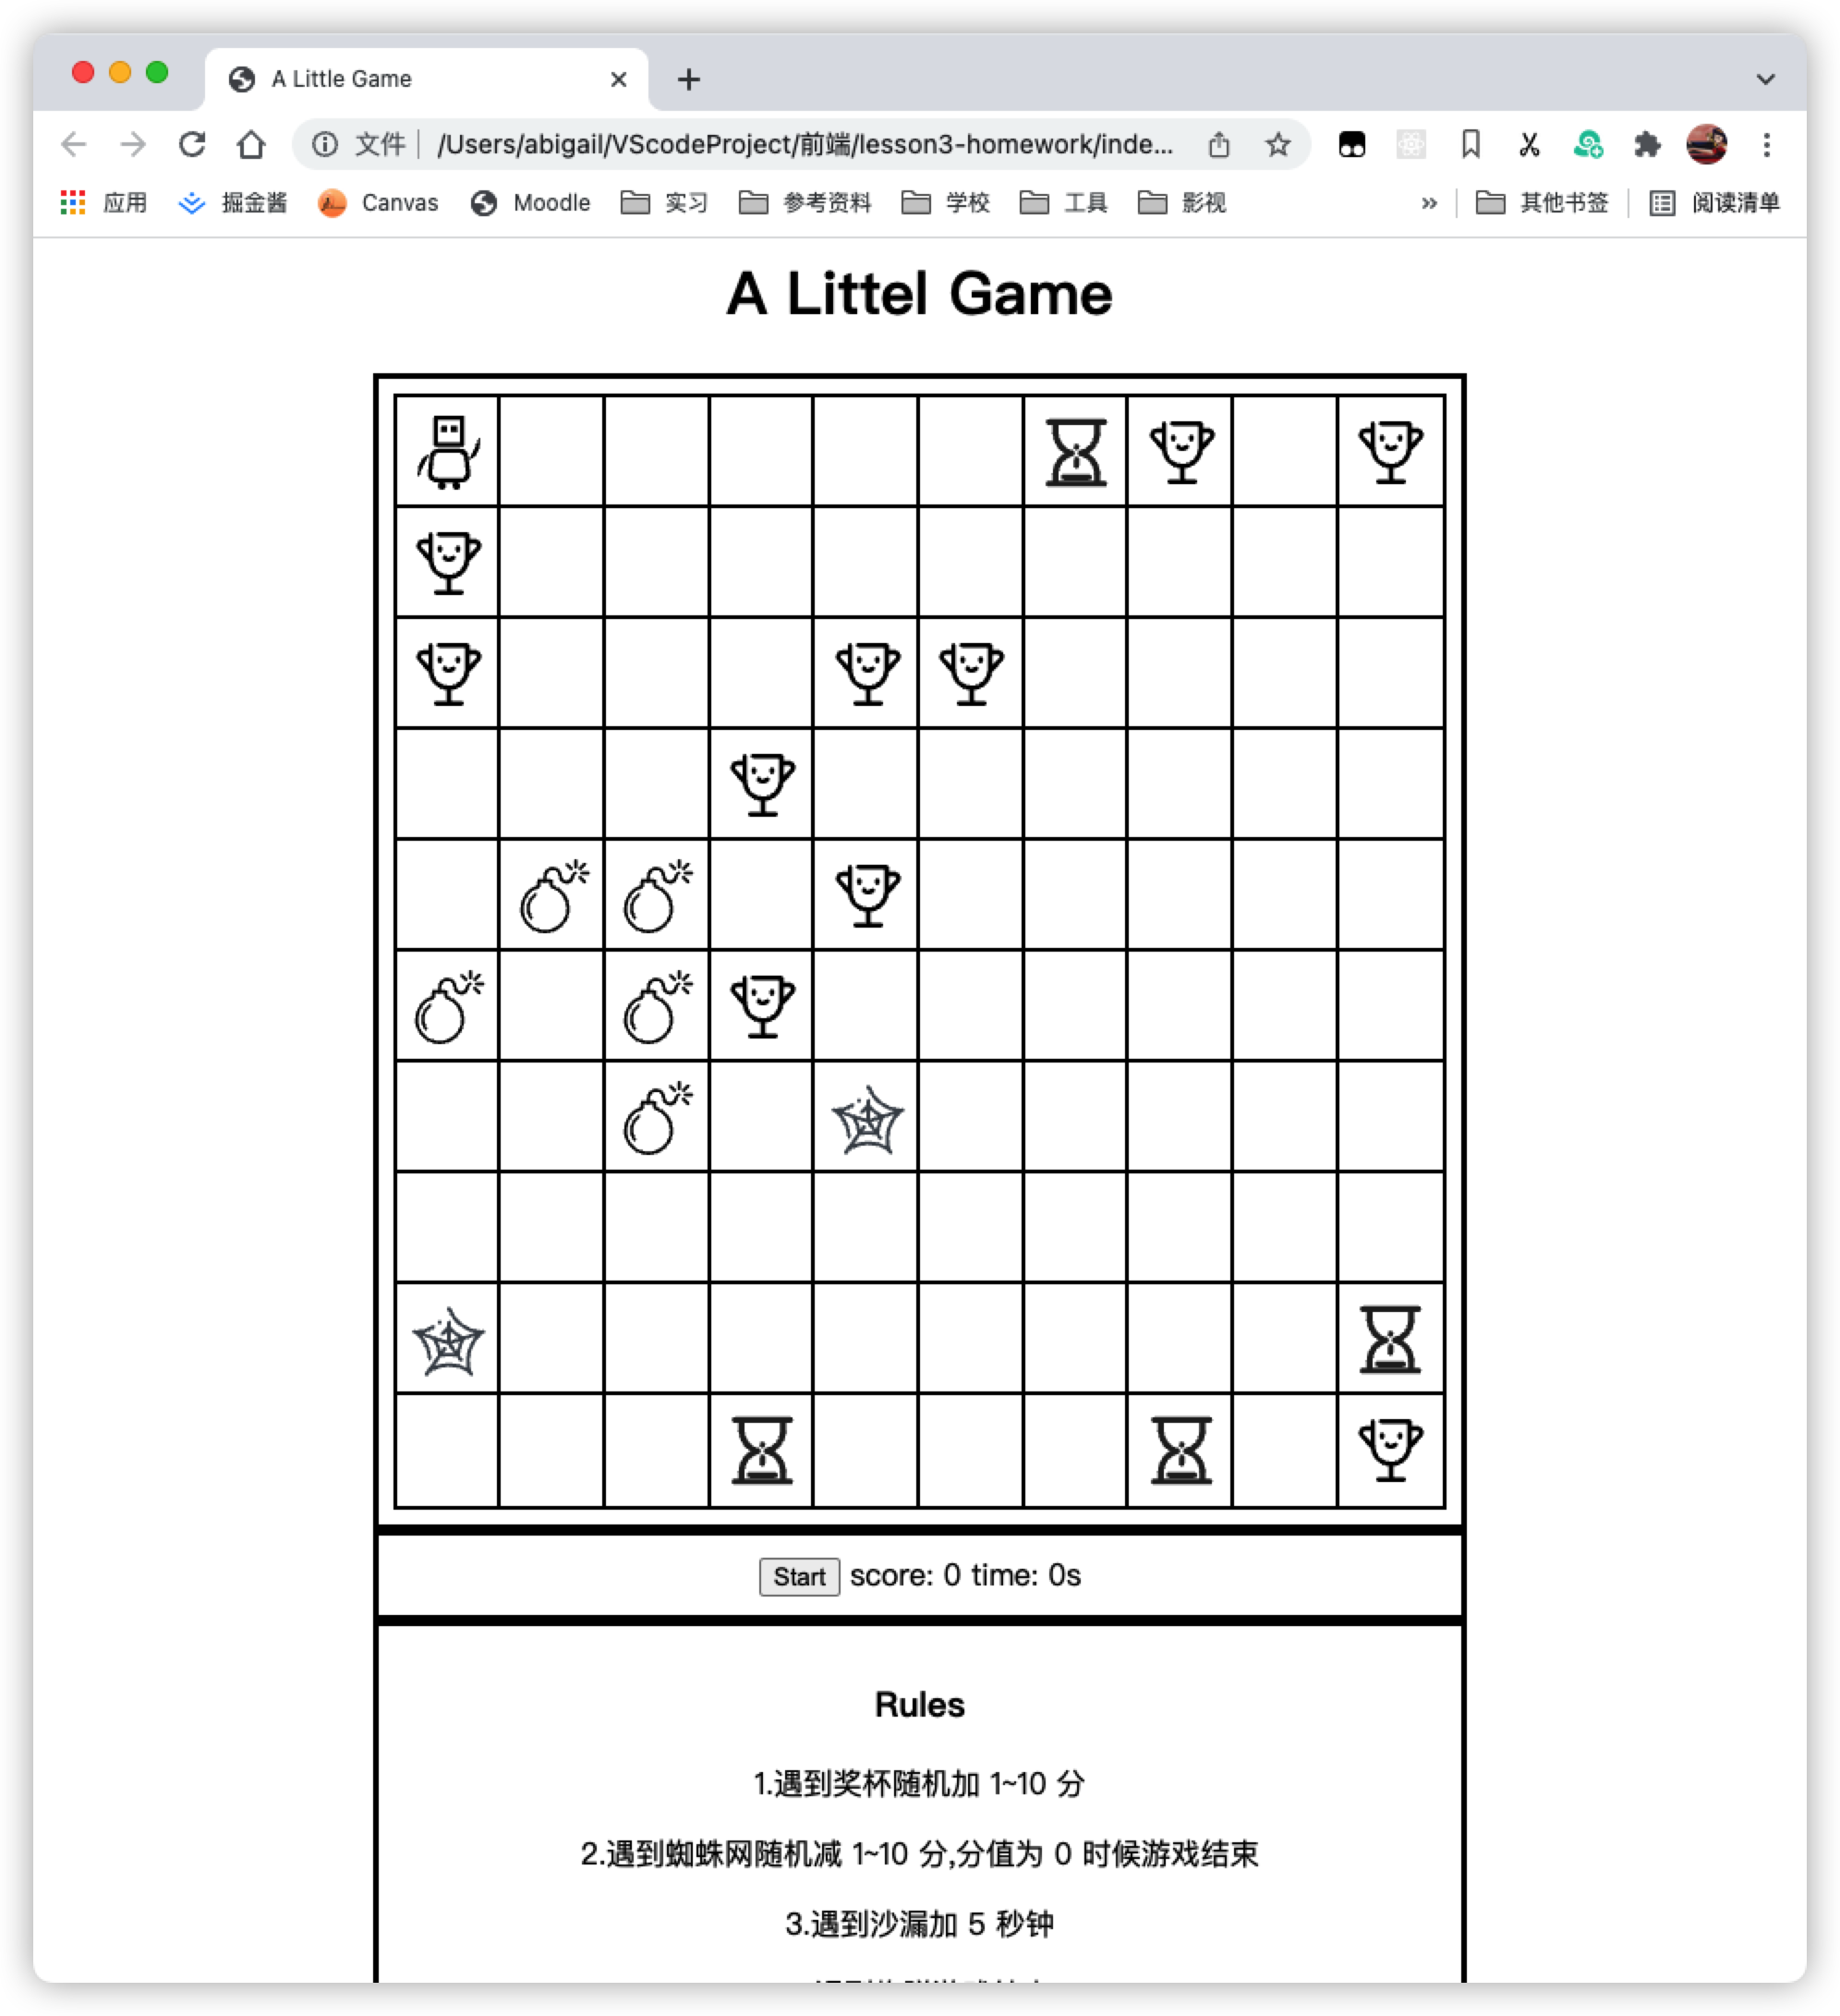 A Little Game
文件 /Users/abigail/VScodeProject/前端/lesson3-homework/inde...
应用 掘金酱 Canvas Moodle 实习 参考资料 学校 工具 影视 » 其他书签 阅读清单
A Littel Game
Start score: 0 time: 0s
Rules
1.遇到奖杯随机加 1~10 分
2.遇到蜘蛛网随机减 1~10 分,分值为 0 时候游戏结束
3.遇到沙漏加 5 秒钟